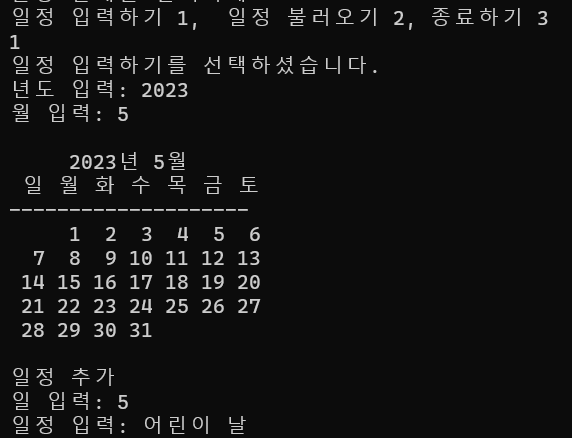 일정 입력하기 1,  일정 불러오기 2, 종료하기 3
1
일정 입력하기를 선택하셨습니다.
년도 입력: 2023
월 입력: 5
     2023년 5월
 일 월 화 수 목 금 토
--------------------
     1  2  3  4  5  6
  7  8  9 10 11 12 13
 14 15 16 17 18 19 20
 21 22 23 24 25 26 27
 28 29 30 31
일정 추가
일 입력: 5
일정 입력: 어린이 날